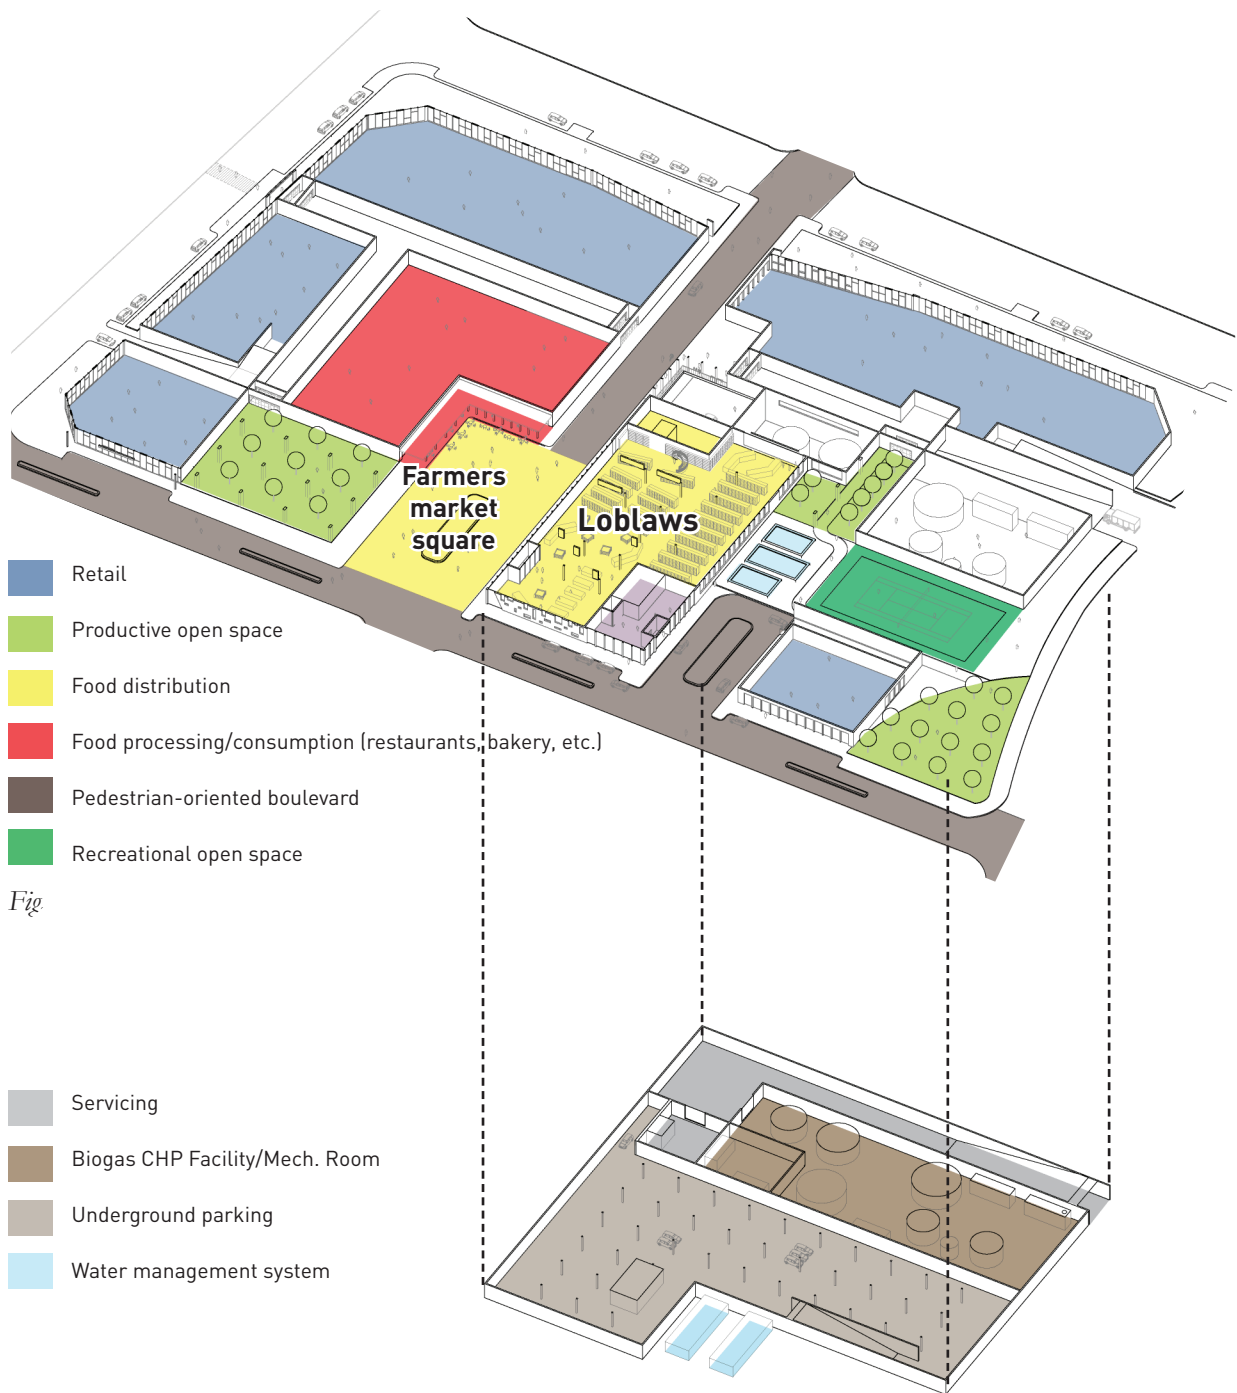 Farmers
market
square
Loblaws
Retail
Productive open space
Food distribution
Food processing/consumption (restaurants, bakery, etc.)
Pedestrian-oriented boulevard
Recreational open space
Fig.
Servicing
Biogas CHP Facility/Mech. Room
Underground parking
Water management system